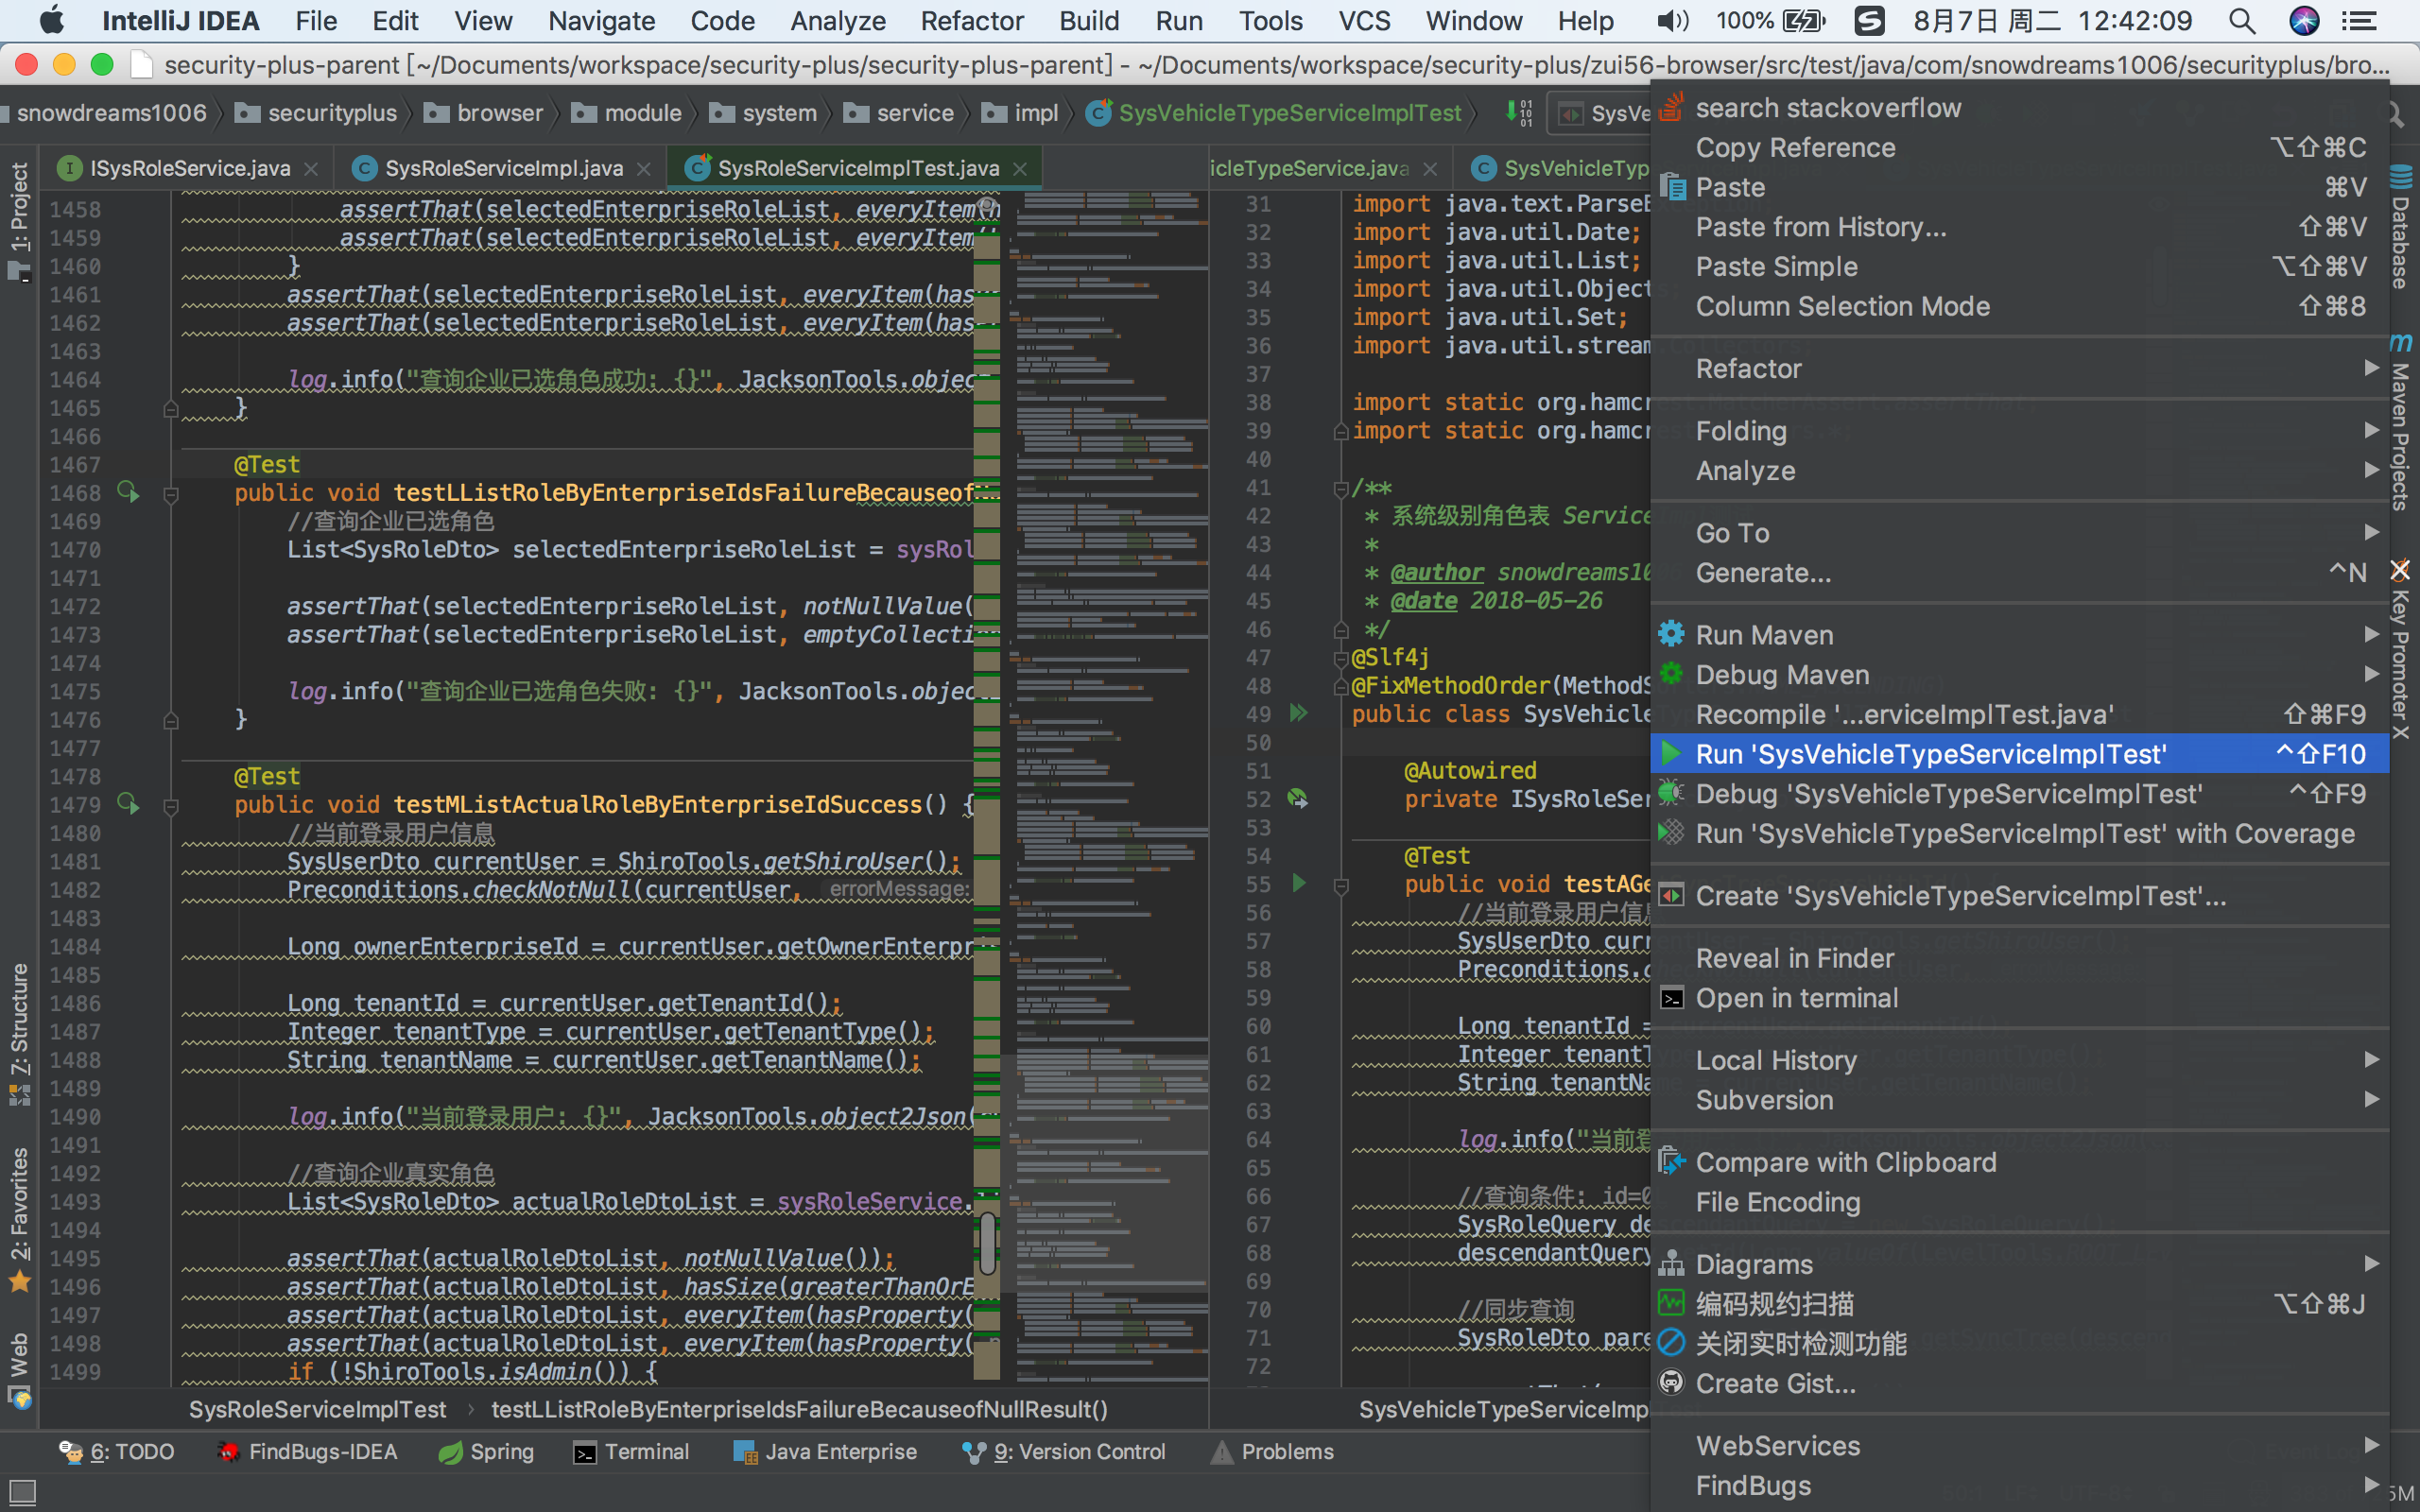 IntelliJ IDEA File Edit View Navigate Code Analyze Refactor Build Run Tools VCS Window Help 100% 8月7日 周二 12:42:09
security-plus-parent [~/Documents/workspace/security-plus/security-plus-parent] - ~/Documents/workspace/security-plus/zui56-browser/src/test/java/com/snowdreams1006/securityplus/bro...
snowdreams1006 securityplus browser module system service impl SysVehicleTypeServiceImplTest SysVe
ISysRoleService.java SysRoleServiceImpl.java SysRoleServiceImplTest.java
1: Project
7: Structure
2: Favorites
Web
1458 assertThat(selectedEnterpriseRoleList, everyItem(
1459 assertThat(selectedEnterpriseRoleList, everyItem(
1460 }
1461 assertThat(selectedEnterpriseRoleList, everyItem(has
1462 assertThat(selectedEnterpriseRoleList, everyItem(has
1463
1464 log.info("查询企业已选角色成功: {}", JacksonTools.objec
1465 }
1466
1467 @Test
1468 public void testLListRoleByEnterpriseIdsFailureBecauseof
1469 //查询企业已选角色
1470 List<SysRoleDto> selectedEnterpriseRoleList = sysRol
1471
1472 assertThat(selectedEnterpriseRoleList, notNullValue(
1473 assertThat(selectedEnterpriseRoleList, emptyCollecti
1474
1475 log.info("查询企业已选角色失败: {}", JacksonTools.objec
1476 }
1477
1478 @Test
1479 public void testMListActualRoleByEnterpriseIdSuccess() {
1480 //当前登录用户信息
1481 SysUserDto currentUser = ShiroTools.getShiroUser();
1482 Preconditions.checkNotNull(currentUser, errorMessage:
1483
1484 Long ownerEnterpriseId = currentUser.getOwnerEnterpr
1485
1486 Long tenantId = currentUser.getTenantId();
1487 Integer tenantType = currentUser.getTenantType();
1488 String tenantName = currentUser.getTenantName();
1489
1490 log.info("当前登录用户: {}", JacksonTools.object2Json(
1491
1492 //查询企业真实角色
1493 List<SysRoleDto> actualRoleDtoList = sysRoleService.
1494
1495 assertThat(actualRoleDtoList, notNullValue());
1496 assertThat(actualRoleDtoList, hasSize(greaterThanOrE
1497 assertThat(actualRoleDtoList, everyItem(hasProperty(
1498 assertThat(actualRoleDtoList, everyItem(hasProperty(
1499 if (!ShiroTools.isAdmin()) {
SysRoleServiceImplTest › testLListRoleByEnterpriseIdsFailureBecauseofNullResult()
icleTypeService.java SysVehicleTyp
31 import java.text.ParseE
32 import java.util.Date;
33 import java.util.List;
34 import java.util.Object
35 import java.util.Set;
36 import java.util.stream
37
38 import static org.hamcr
39 import static org.hamcr
40
41 /**
42 * 系统级别角色表 Service
43 *
44 * @author snowdreams10
45 * @date 2018-05-26
46 */
47 @Slf4j
48 @FixMethodOrder(MethodS
49 public class SysVehicle
50
51 @Autowired
52 private ISysRoleSer
53
54 @Test
55 public void testAGe
56 //当前登录用户信息
57 SysUserDto curr
58 Preconditions.c
59
60 Long tenantId =
61 Integer tenantT
62 String tenantNa
63
64 log.info("当前登
65
66 //查询条件: id=0
67 SysRoleQuery de
68 descendantQuery
69
70 //同步查询
71 SysRoleDto pare
72
SysVehicleTypeServiceImp
search stackoverflow
Copy Reference ⌥⇧⌘C
Paste ⌘V
Paste from History... ⇧⌘V
Paste Simple ⌥⇧⌘V
Column Selection Mode ⇧⌘8
Refactor
Folding
Analyze
Go To
Generate... ^N
Run Maven
Debug Maven
Recompile '...erviceImplTest.java' ⇧⌘F9
Run 'SysVehicleTypeServiceImplTest' ^⇧F10
Debug 'SysVehicleTypeServiceImplTest' ^⇧F9
Run 'SysVehicleTypeServiceImplTest' with Coverage
Create 'SysVehicleTypeServiceImplTest'...
Reveal in Finder
Open in terminal
Local History
Subversion
Compare with Clipboard
File Encoding
Diagrams
编码规约扫描 ⌥⇧⌘J
关闭实时检测功能
Create Gist...
WebServices
FindBugs
Database
Maven Projects
Key Promoter X
6: TODO FindBugs-IDEA Spring Terminal Java Enterprise 9: Version Control Problems
5M